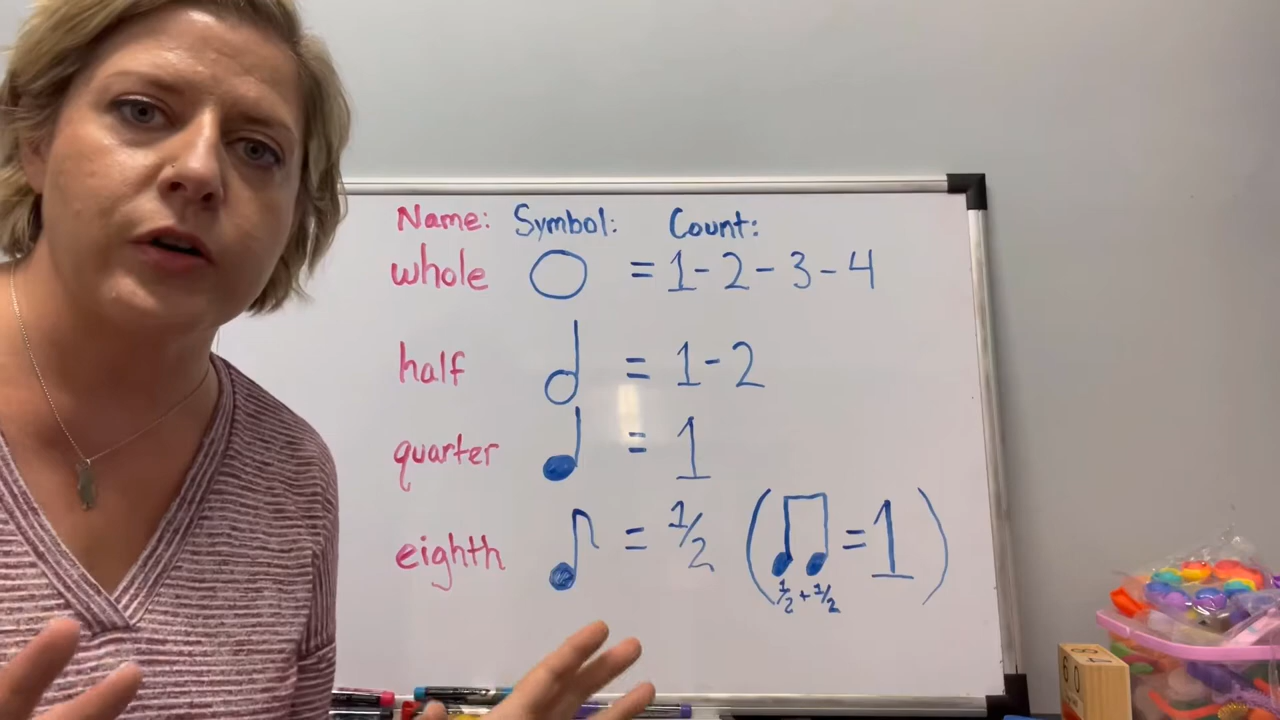 Name: Symbol: Count:
whole = 1-2-3-4
half = 1-2
quarter = 1
eighth = 1/2 ( = 1)
1/2 + 1/2